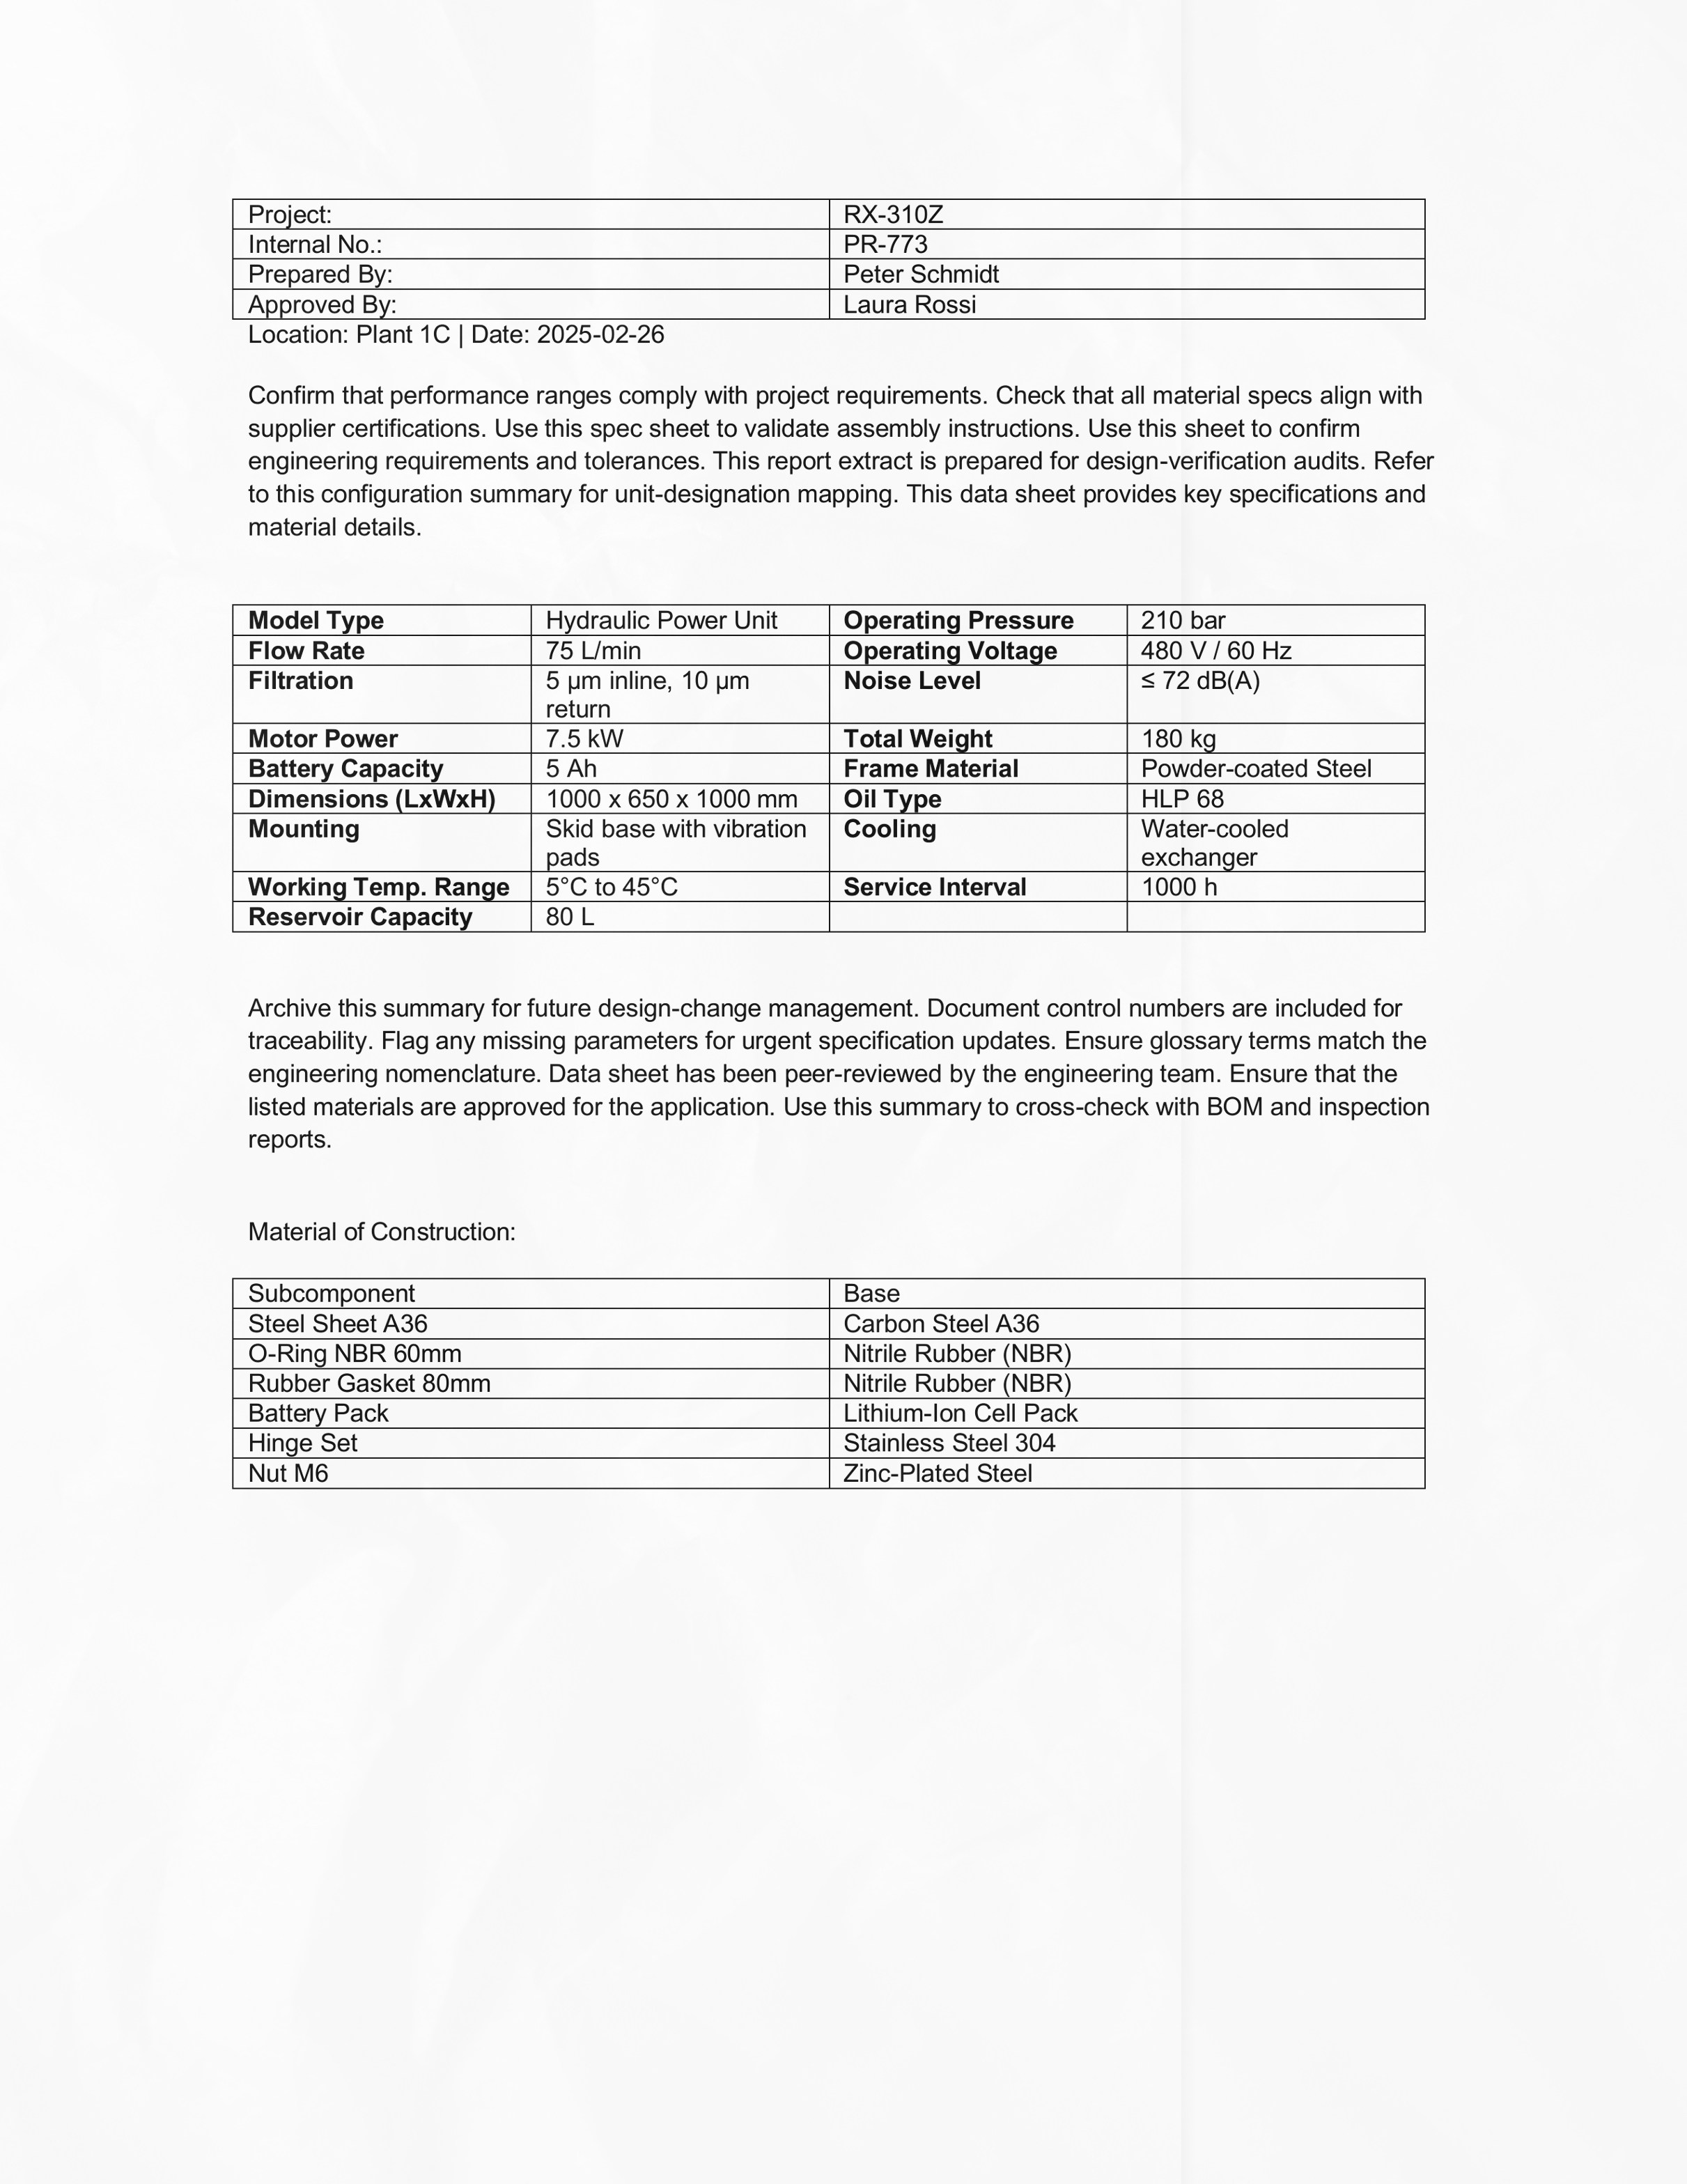 Project: RX-310Z
Internal No.: PR-773
Prepared By: Peter Schmidt
Approved By: Laura Rossi
Location: Plant 1C | Date: 2025-02-26
Confirm that performance ranges comply with project requirements. Check that all material specs align with
supplier certifications. Use this spec sheet to validate assembly instructions. Use this sheet to confirm
engineering requirements and tolerances. This report extract is prepared for design-verification audits. Refer
to this configuration summary for unit-designation mapping. This data sheet provides key specifications and
material details.
Model Type Hydraulic Power Unit Operating Pressure 210 bar
Flow Rate 75 L/min Operating Voltage 480 V / 60 Hz
Filtration 5 µm inline, 10 µm Noise Level ≤ 72 dB(A)
return
Motor Power 7.5 kW Total Weight 180 kg
Battery Capacity 5 Ah Frame Material Powder-coated Steel
Dimensions (LxWxH) 1000 x 650 x 1000 mm Oil Type HLP 68
Mounting Skid base with vibration Cooling Water-cooled
pads exchanger
Working Temp. Range 5°C to 45°C Service Interval 1000 h
Reservoir Capacity 80 L
Archive this summary for future design-change management. Document control numbers are included for
traceability. Flag any missing parameters for urgent specification updates. Ensure glossary terms match the
engineering nomenclature. Data sheet has been peer-reviewed by the engineering team. Ensure that the
listed materials are approved for the application. Use this summary to cross-check with BOM and inspection
reports.
Material of Construction:
Subcomponent Base
Steel Sheet A36 Carbon Steel A36
O-Ring NBR 60mm Nitrile Rubber (NBR)
Rubber Gasket 80mm Nitrile Rubber (NBR)
Battery Pack Lithium-Ion Cell Pack
Hinge Set Stainless Steel 304
Nut M6 Zinc-Plated Steel